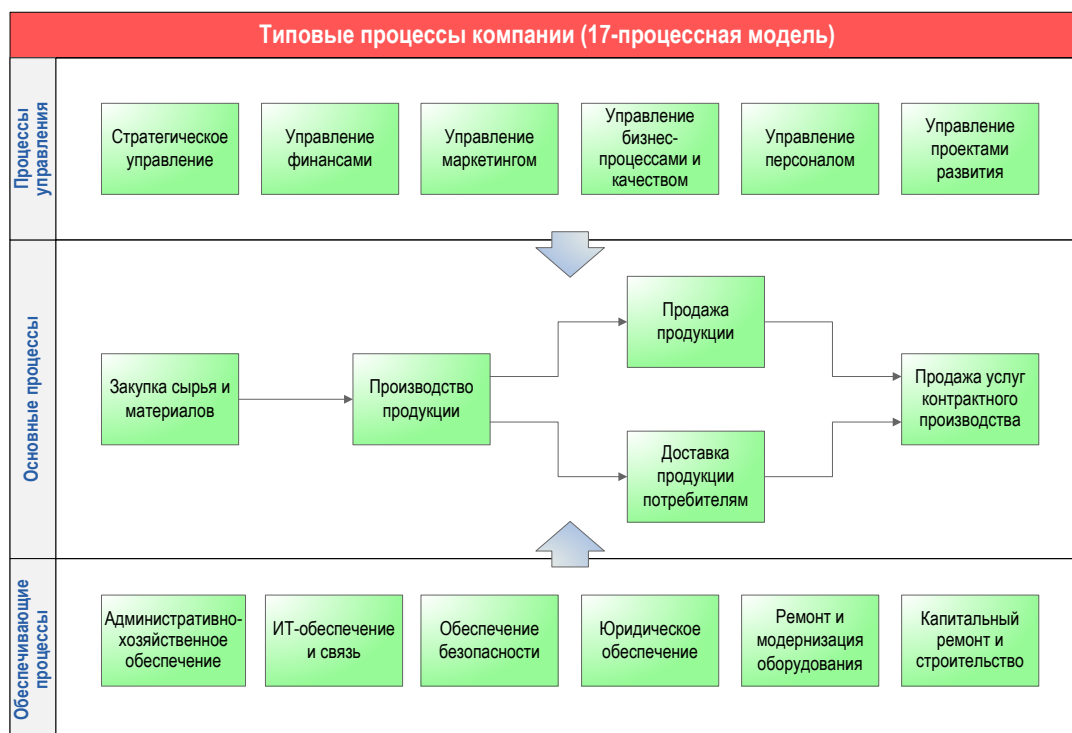 Типовые процессы компании (17-процессная модель)
Процессы
управления
Стратегическое
управление
Управление
финансами
Управление
маркетингом
Управление
бизнес-
процессами и
качеством
Управление
персоналом
Управление
проектами
развития
Основные процессы
Закупка сырья и
материалов
Производство
продукции
Продажа
продукции
Доставка
продукции
потребителям
Продажа услуг
контрактного
производства
Обеспечивающие
процессы
Административно-
хозяйственное
обеспечение
ИТ-обеспечение
и связь
Обеспечение
безопасности
Юридическое
обеспечение
Ремонт и
модернизация
оборудования
Капитальный
ремонт и
строительство